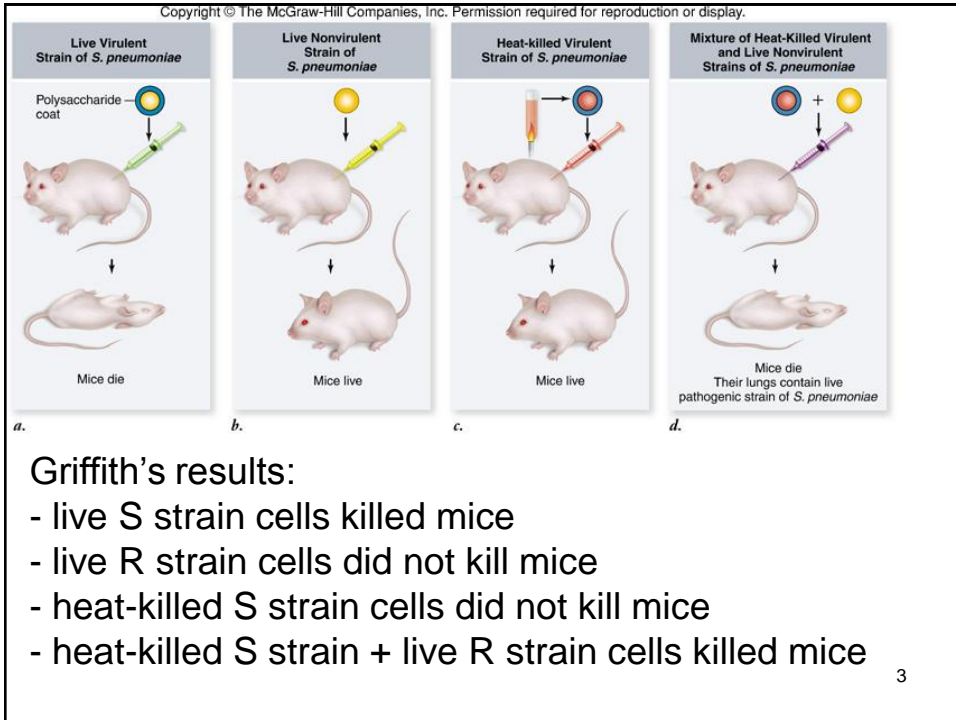 Copyright © The McGraw-Hill Companies, Inc. Permission required for reproduction or display.
Live Virulent
Strain of S. pneumoniae
Polysaccharide
coat
Mice die
a.
Live Nonvirulent
Strain of
S. pneumoniae
Mice live
b.
Heat-killed Virulent
Strain of S. pneumoniae
Mice live
c.
Mixture of Heat-Killed Virulent
and Live Nonvirulent
Strains of S. pneumoniae
+
Mice die
Their lungs contain live
pathogenic strain of S. pneumoniae
d.
Griffith’s results:
- live S strain cells killed mice
- live R strain cells did not kill mice
- heat-killed S strain cells did not kill mice
- heat-killed S strain + live R strain cells killed mice
3